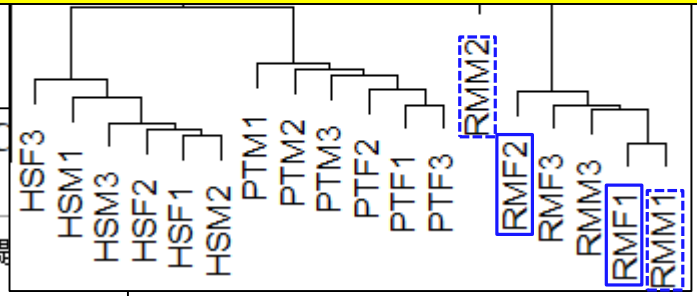 HSF3
HSM1
HSM3
HSF2
HSF1
HSM2
PTM1
PTM2
PTM3
PTF2
PTF1
PTF3
RMM2
RMF2
RMF3
RMM3
RMF1
RMM1